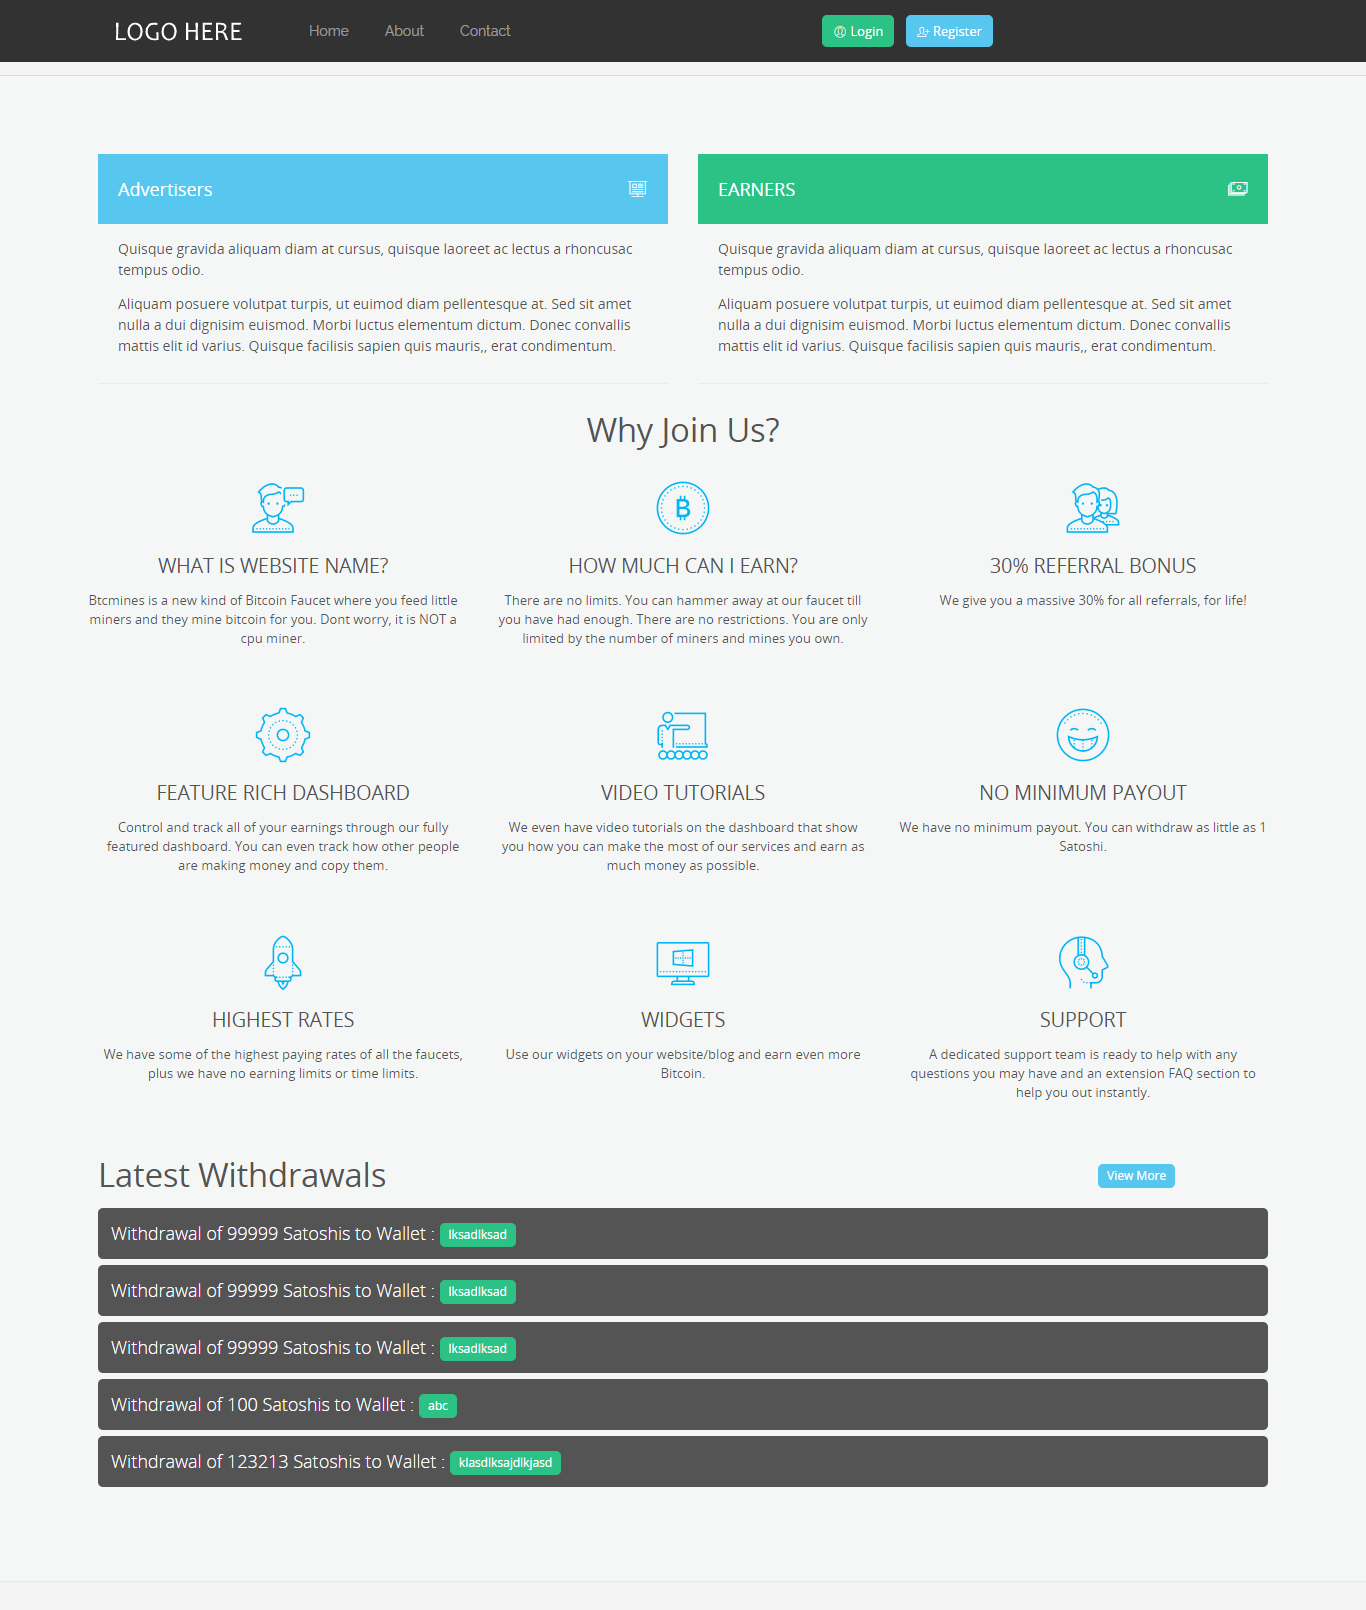 LOGO HERE
Home About Contact
Login Register
Advertisers
Quisque gravida aliquam diam at cursus, quisque laoreet ac lectus a rhoncusac
tempus odio.
Aliquam posuere volutpat turpis, ut euimod diam pellentesque at. Sed sit amet
nulla a dui dignisim euismod. Morbi luctus elementum dictum. Donec convallis
mattis elit id varius. Quisque facilisis sapien quis mauris,, erat condimentum.
EARNERS
Quisque gravida aliquam diam at cursus, quisque laoreet ac lectus a rhoncusac
tempus odio.
Aliquam posuere volutpat turpis, ut euimod diam pellentesque at. Sed sit amet
nulla a dui dignisim euismod. Morbi luctus elementum dictum. Donec convallis
mattis elit id varius. Quisque facilisis sapien quis mauris,, erat condimentum.
Why Join Us?
WHAT IS WEBSITE NAME?
Btcmines is a new kind of Bitcoin Faucet where you feed little
miners and they mine bitcoin for you. Dont worry, it is NOT a
cpu miner.
HOW MUCH CAN I EARN?
There are no limits. You can hammer away at our faucet till
you have had enough. There are no restrictions. You are only
limited by the number of miners and mines you own.
30% REFERRAL BONUS
We give you a massive 30% for all referrals, for life!
FEATURE RICH DASHBOARD
Control and track all of your earnings through our fully
featured dashboard. You can even track how other people
are making money and copy them.
VIDEO TUTORIALS
We even have video tutorials on the dashboard that show
you how you can make the most of our services and earn as
much money as possible.
NO MINIMUM PAYOUT
We have no minimum payout. You can withdraw as little as 1
Satoshi.
HIGHEST RATES
We have some of the highest paying rates of all the faucets,
plus we have no earning limits or time limits.
WIDGETS
Use our widgets on your website/blog and earn even more
Bitcoin.
SUPPORT
A dedicated support team is ready to help with any
questions you may have and an extension FAQ section to
help you out instantly.
Latest Withdrawals
View More
Withdrawal of 99999 Satoshis to Wallet : lksadlksad
Withdrawal of 99999 Satoshis to Wallet : lksadlksad
Withdrawal of 99999 Satoshis to Wallet : lksadlksad
Withdrawal of 100 Satoshis to Wallet : abc
Withdrawal of 123213 Satoshis to Wallet : klasdlksajdlkjasd